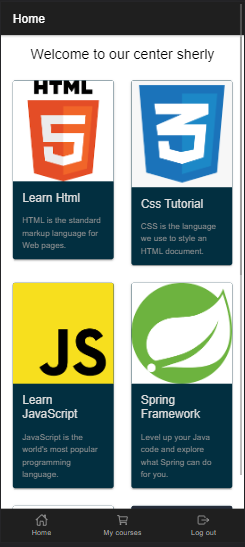 Home
Welcome to our center sherly
HTML
5
Learn Html
HTML is the standard
markup language for
Web pages.
3
Css Tutorial
CSS is the language
we use to style an
HTML document.
JS
Learn
JavaScript
JavaScript is the
world's most popular
programming
language.
Spring
Framework
Level up your Java
code and explore
what Spring can do
for you.
Home
My courses
Log out